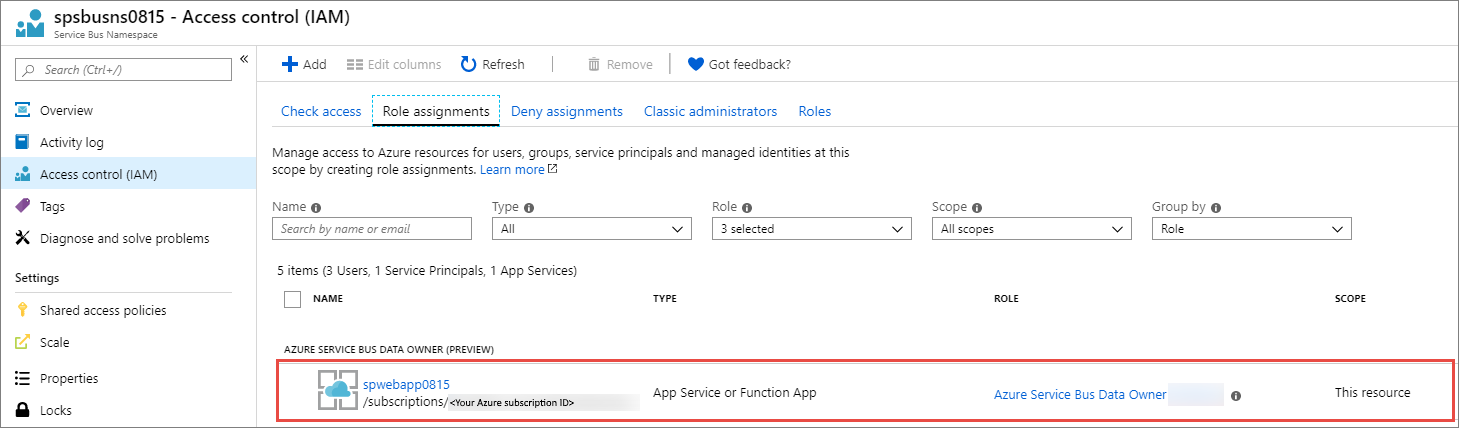 spsbusns0815 - Access control (IAM)
Service Bus Namespace
Search (Ctrl+/)
Overview
Activity log
Access control (IAM)
Tags
Diagnose and solve problems
Settings
Shared access policies
Scale
Properties
Locks
Add Edit columns Refresh Remove Got feedback?
Check access Role assignments Deny assignments Classic administrators Roles
Manage access to Azure resources for users, groups, service principals and managed identities at this
scope by creating role assignments. Learn more
Name Type Role Scope Group by
Search by name or email All 3 selected All scopes Role
5 items (3 Users, 1 Service Principals, 1 App Services)
NAME TYPE ROLE SCOPE
AZURE SERVICE BUS DATA OWNER (PREVIEW)
spwebapp0815
/subscriptions/ <Your Azure subscription ID>
App Service or Function App Azure Service Bus Data Owner This resource